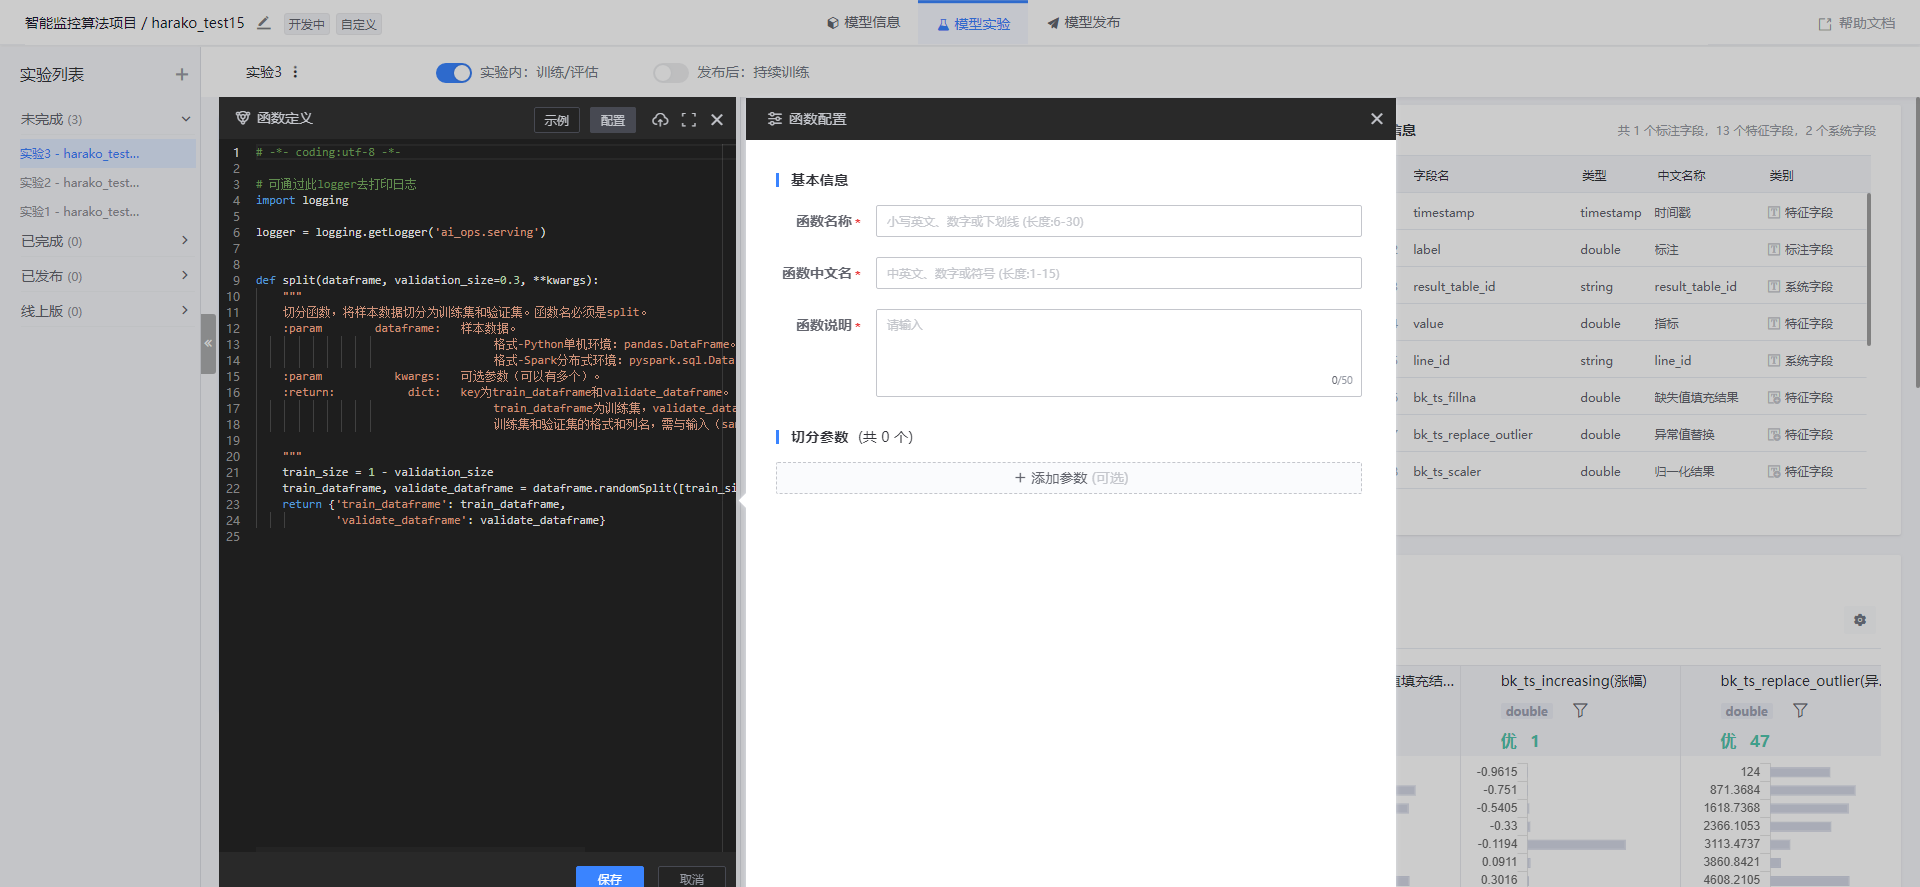 智能监控算法项目 / harako_test15
开发中
自定义
模型信息
模型实验
模型发布
帮助文档
实验列表
实验3
实验内：训练/评估
发布后：持续训练
未完成 (3)
实验3 - harako_test...
实验2 - harako_test...
实验1 - harako_test...
已完成 (0)
已发布 (0)
线上版 (0)
函数定义
示例
配置
1 # -*- coding:utf-8 -*-
2
3 # 可通过此logger去打印日志
4 import logging
5
6 logger = logging.getLogger('ai_ops.serving')
7
8
9 def split(dataframe, validation_size=0.3, **kwargs):
10 """
11 切分函数，将样本数据切分为训练集和验证集。函数名必须是split。
12 :param dataframe: 样本数据。
13 格式-Python单机环境：pandas.DataFrame。
14 格式-Spark分布式环境：pyspark.sql.Data
15 :param kwargs: 可选参数（可以有多个）。
16 :return: dict: key为train_dataframe和validate_dataframe。
17 train_dataframe为训练集，validate_data
18 训练集和验证集的格式和列名，需与输入（sam
19
20 """
21 train_size = 1 - validation_size
22 train_dataframe, validate_dataframe = dataframe.randomSplit([train_si
23 return {'train_dataframe': train_dataframe,
24 'validate_dataframe': validate_dataframe}
25
保存
取消
函数配置
基本信息
函数名称 *
小写英文、数字或下划线 (长度:6-30)
函数中文名 *
中英文、数字或符号 (长度:1-15)
函数说明 *
请输入
0/50
切分参数 (共 0 个)
+ 添加参数 (可选)
信息
共 1 个标注字段，13 个特征字段，2 个系统字段
字段名 类型 中文名称 类别
timestamp timestamp 时间戳 特征字段
label double 标注 标注字段
result_table_id string result_table_id 系统字段
value double 指标 特征字段
line_id string line_id 系统字段
bk_ts_fillna double 缺失值填充结果 特征字段
bk_ts_replace_outlier double 异常值替换 特征字段
bk_ts_scaler double 归一化结果 特征字段
值填充结...
bk_ts_increasing(涨幅)
double
优 1
-0.9615
-0.751
-0.5405
-0.33
-0.1194
0.0911
0.3016
bk_ts_replace_outlier(异.
double
优 47
124
871.3684
1618.7368
2366.1053
3113.4737
3860.8421
4608.2105